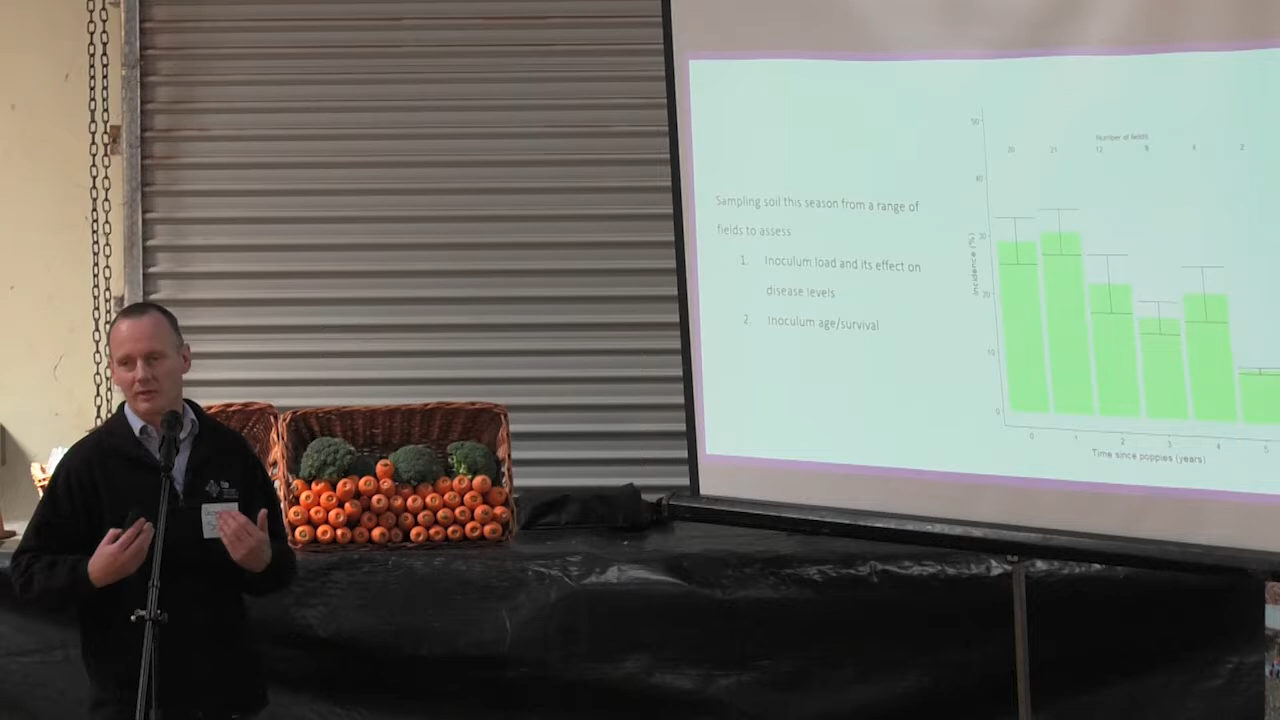 Sampling soil this season from a range of
fields to assess
1. Inoculum load and its effect on
disease levels
2. Inoculum age/survival
Number of fields
20 21 12 8 4 2
50
40
30
20
10
0
Incidence (%)
0 1 2 3 4 5
Time since poppies (years)